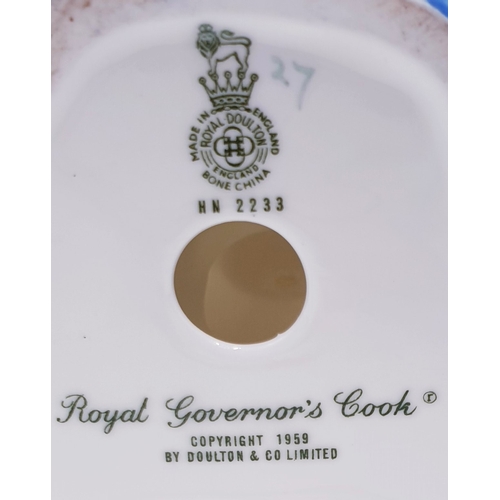 27
MADE IN ENGLAND
ROYAL DOULTON
ENGLAND
BONE CHINA
HN 2233
Royal Governor's Cook ®
COPYRIGHT 1959
BY DOULTON & CO LIMITED